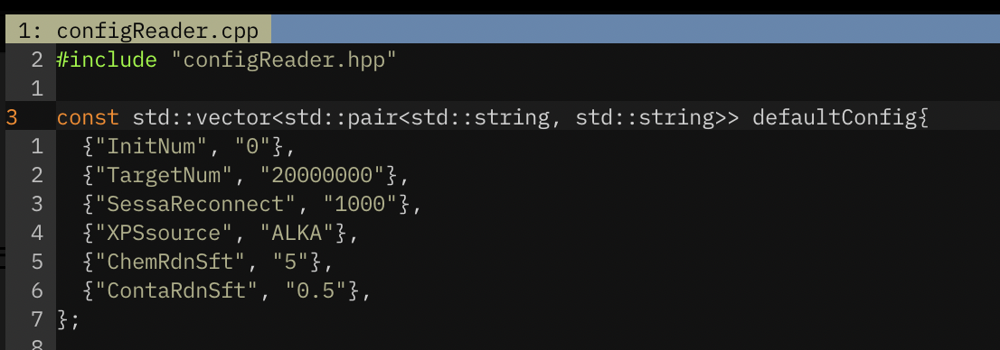 1: configReader.cpp
2 #include "configReader.hpp"
1
3 const std::vector<std::pair<std::string, std::string>> defaultConfig{
1 {"InitNum", "0"},
2 {"TargetNum", "20000000"},
3 {"SessaReconnect", "1000"},
4 {"XPSsource", "ALKA"},
5 {"ChemRdnSft", "5"},
6 {"ContaRdnSft", "0.5"},
7 };
8